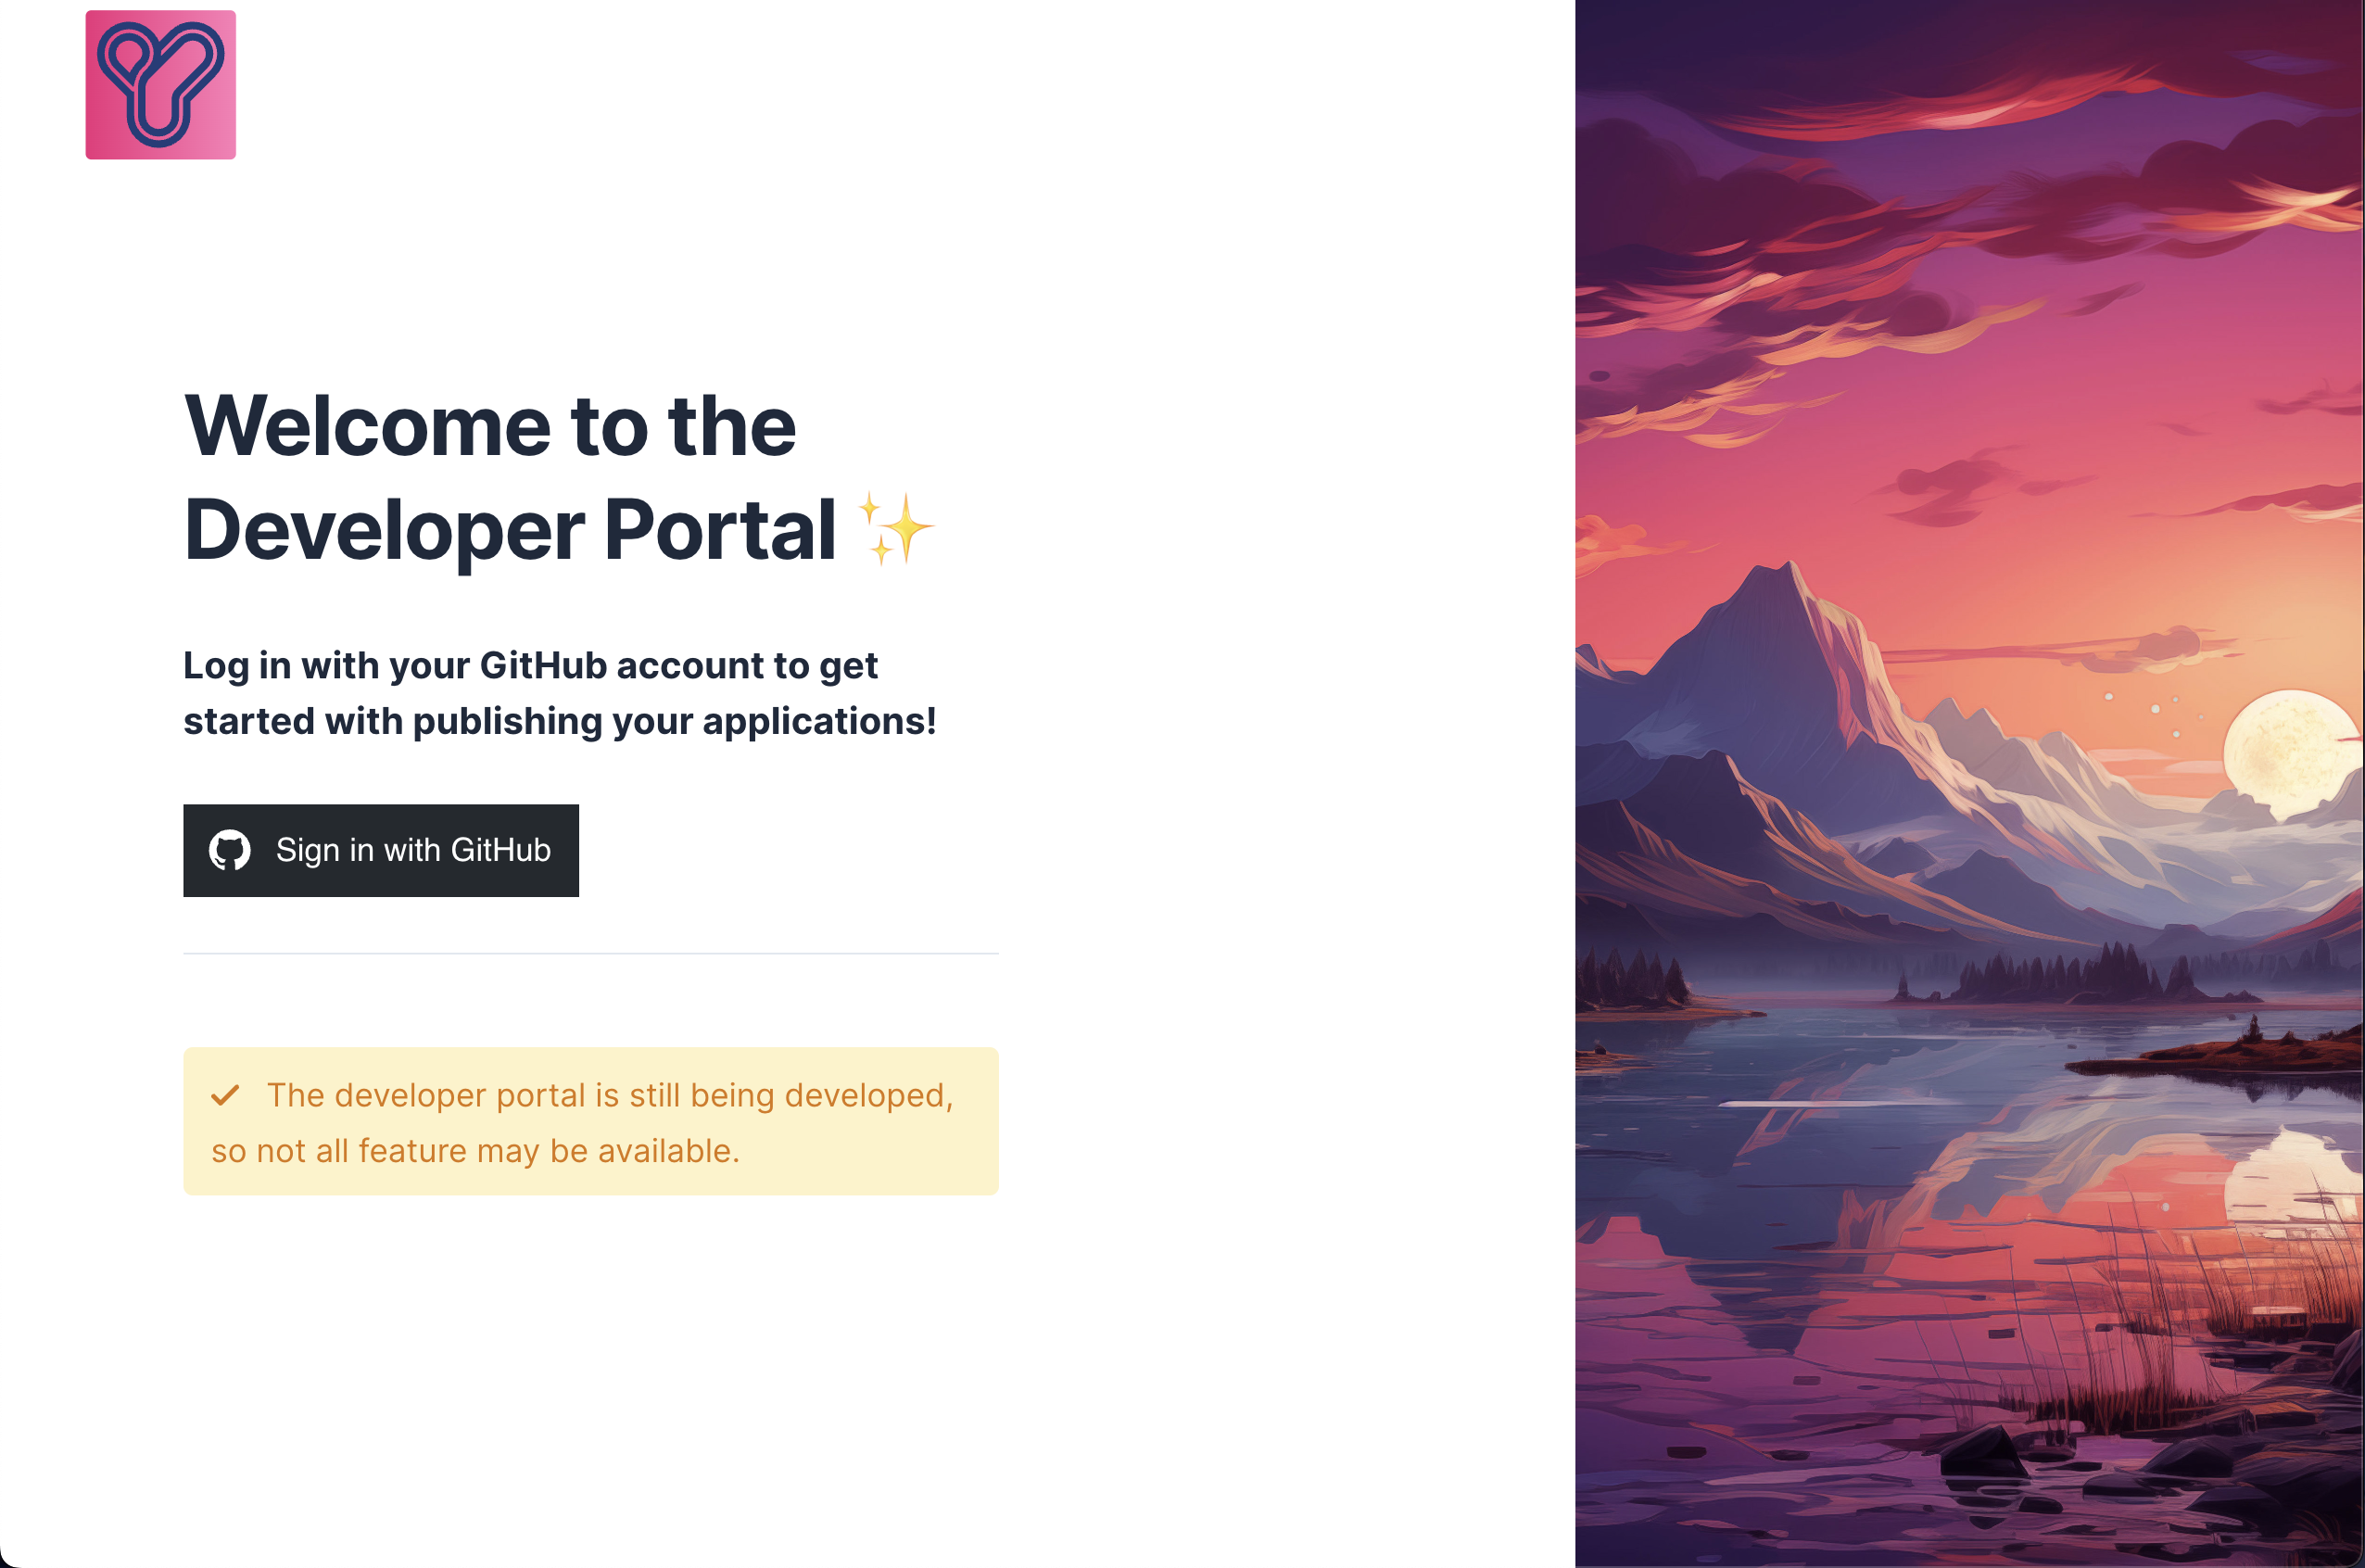 Welcome to the
Developer Portal ✨
Log in with your GitHub account to get
started with publishing your applications!
Sign in with GitHub
The developer portal is still being developed,
so not all feature may be available.